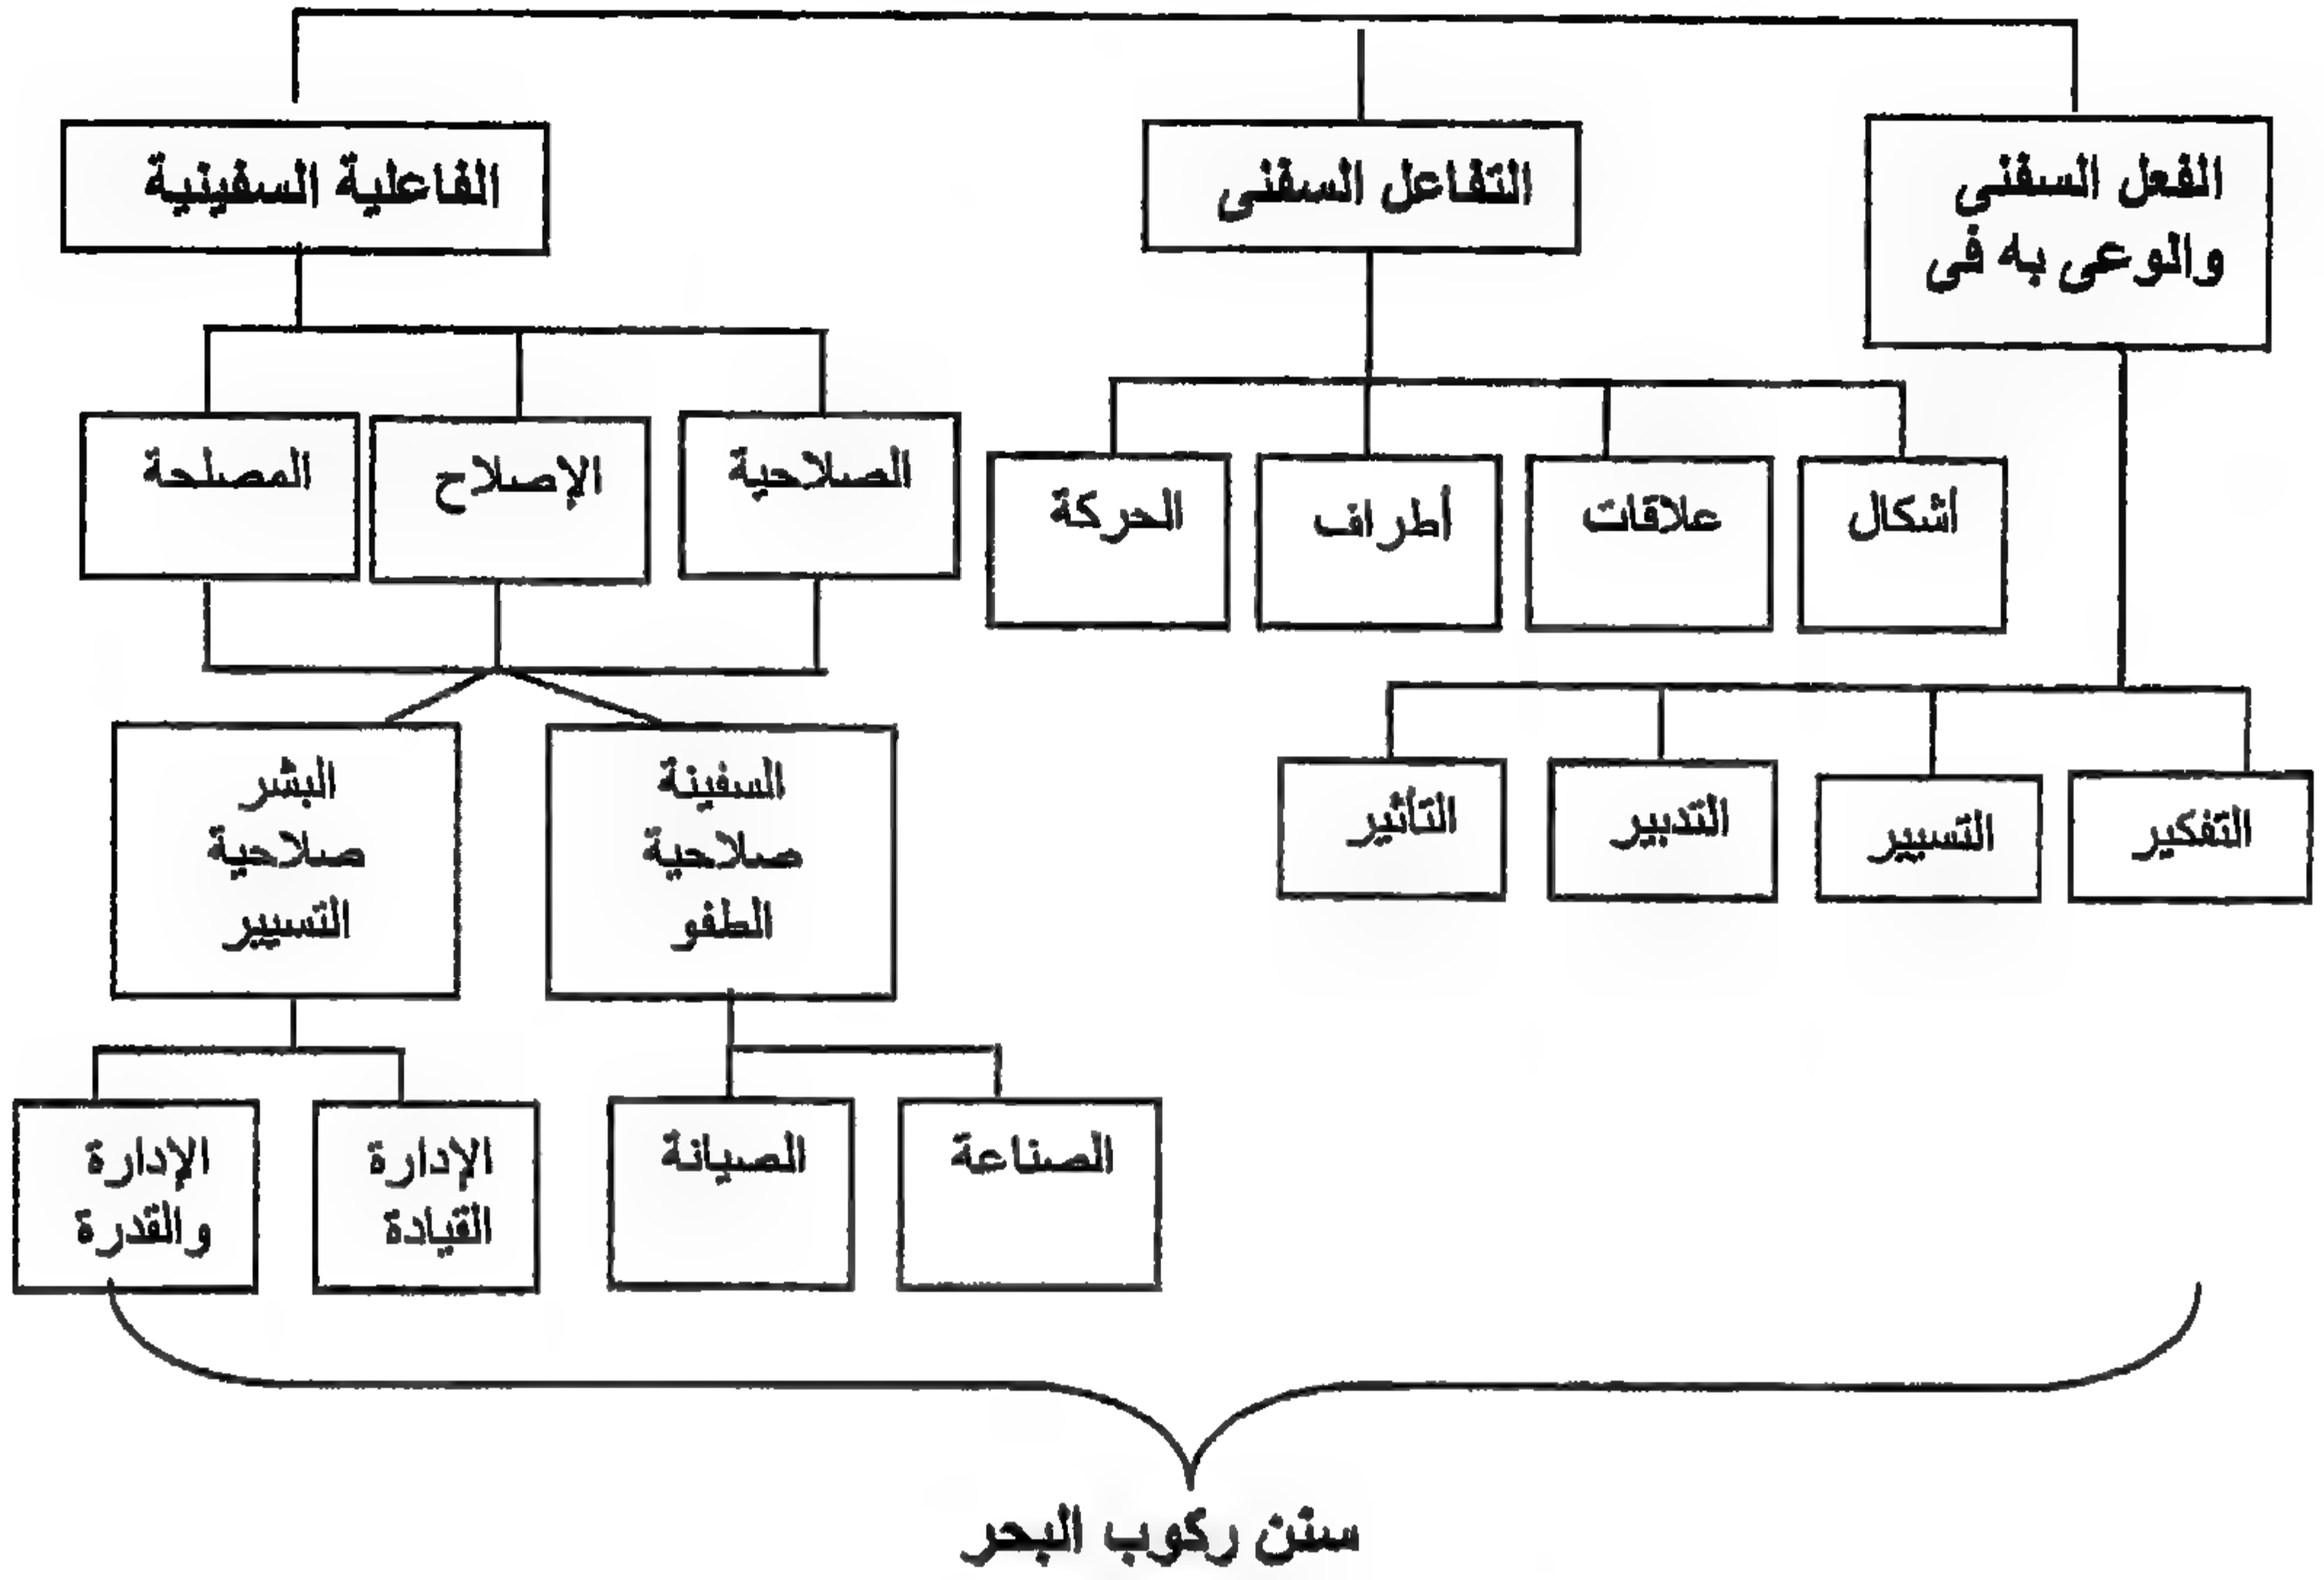 الفعل السفنى
والوعى به فى
التفاعل السفنى
الفاعلية السفينية
أشكال
علاقات
أطراف
الحركة
الصلاحية
الإصلاح
المصلحة
التفكير
التسيير
التدبير
التأثير
السفينة
صلاحية
الطفو
البشر
صلاحية
التسيير
الصناعة
الصيانة
الإدارة
القيادة
الإدارة
والقدرة
سنن ركوب البحر